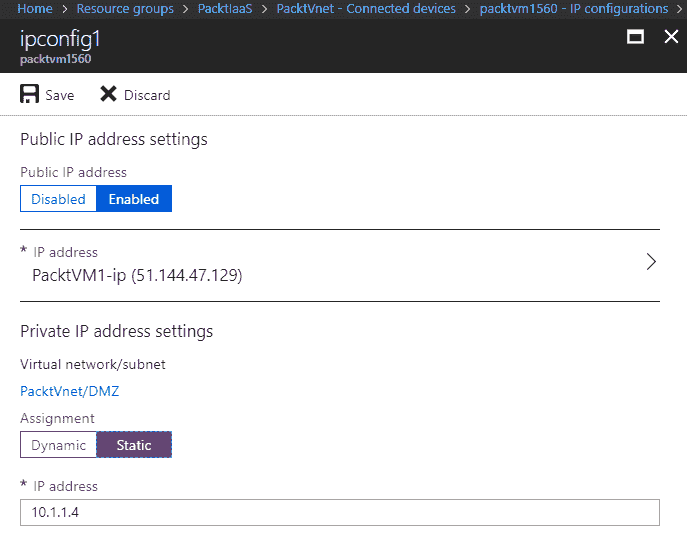 Home > Resource groups > PacktIaaS > PacktVnet - Connected devices > packtvm1560 - IP configurations >
ipconfig1
packtvm1560
Save Discard
Public IP address settings
Public IP address
Disabled Enabled
* IP address
PacktVM1-ip (51.144.47.129)
Private IP address settings
Virtual network/subnet
PacktVnet/DMZ
Assignment
Dynamic Static
* IP address
10.1.1.4